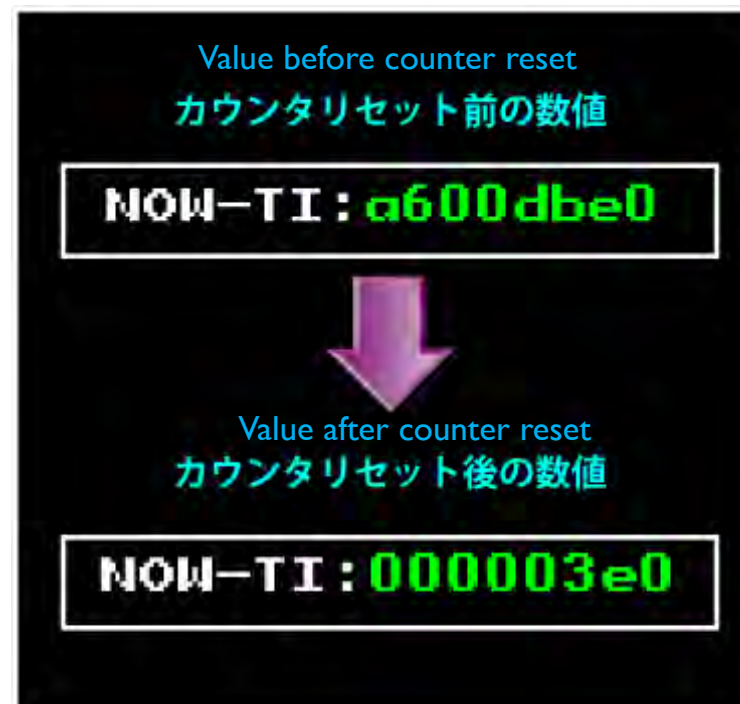 Value before counter reset
カウンタリセット前の数値
NOW-TI:a600dbe0
Value after counter reset
カウンタリセット後の数値
NOW-TI:000003e0